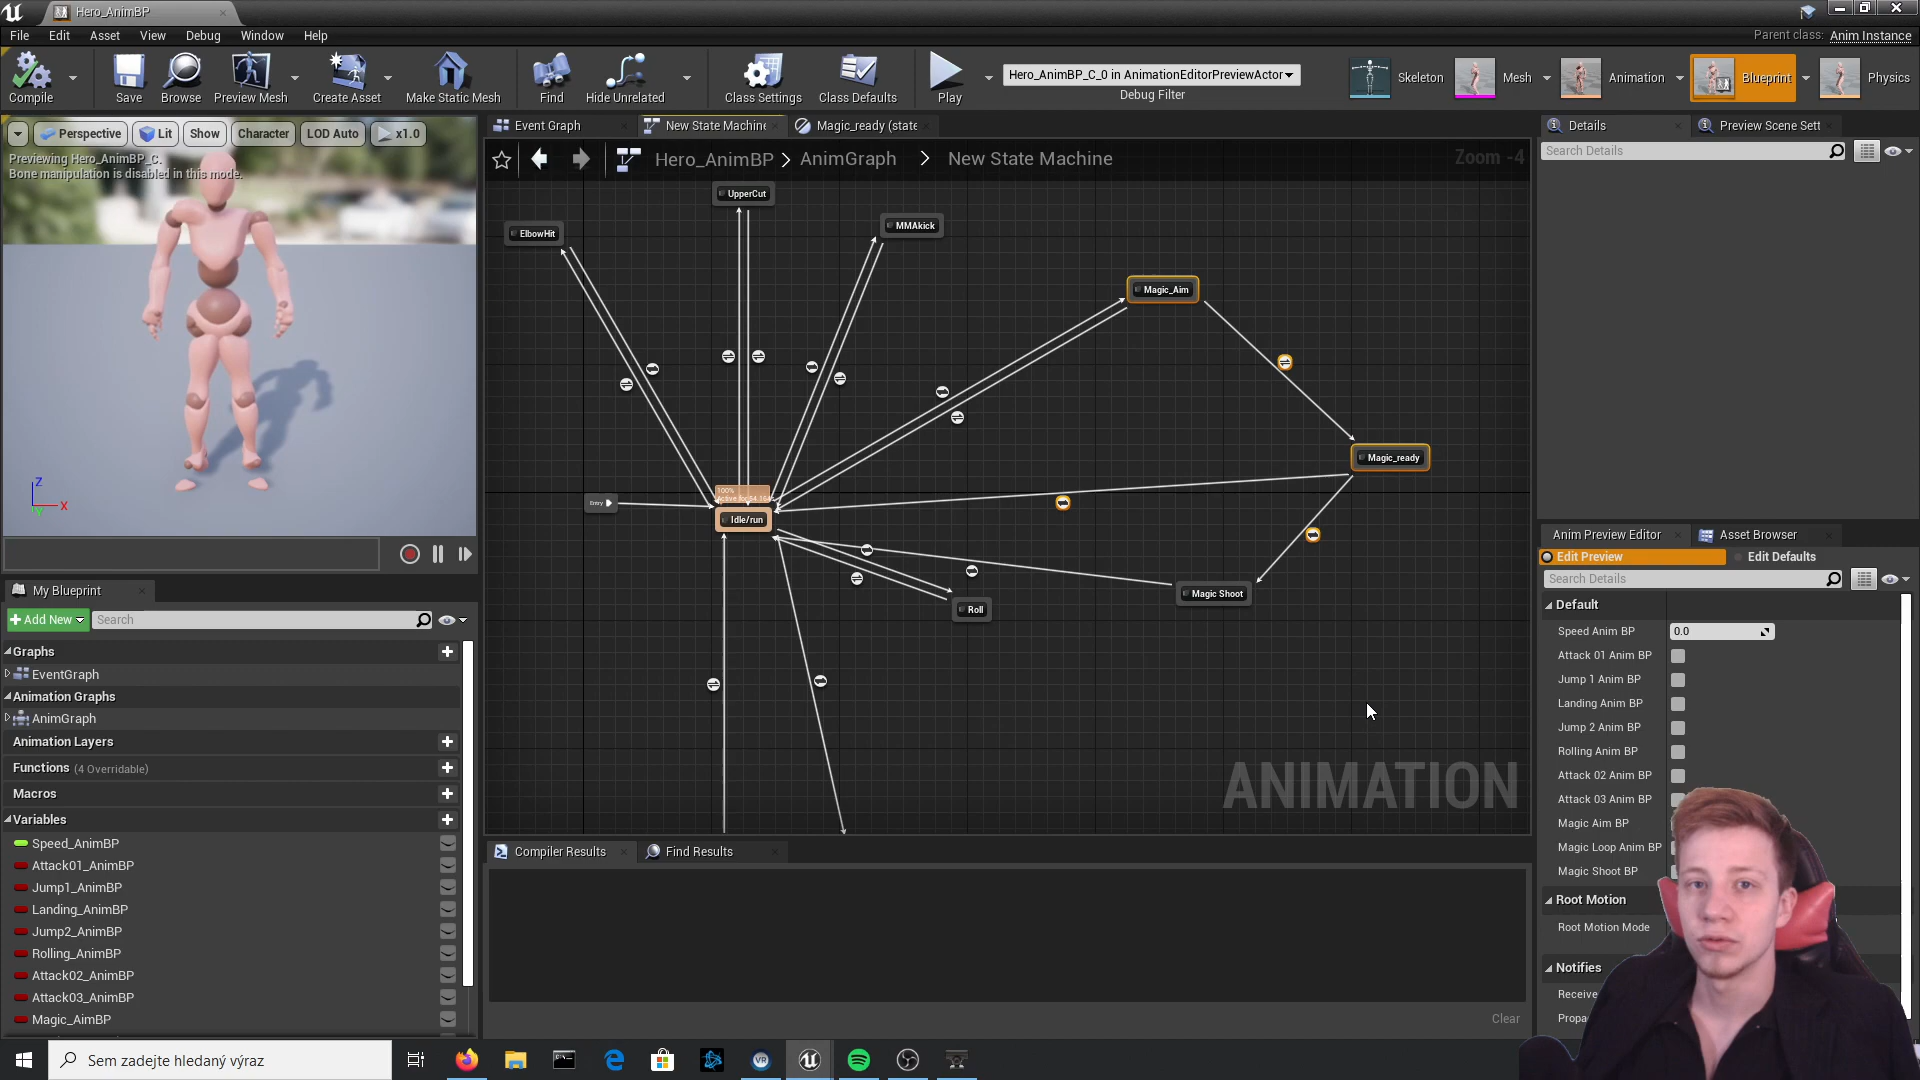 Hero_AnimBP
File Edit Asset View Debug Window Help
Parent class: Anim Instance
Compile
Save
Browse
Preview Mesh
Create Asset
Make Static Mesh
Find
Hide Unrelated
Class Settings
Class Defaults
Play
Hero_AnimBP_C_0 in AnimationEditorPreviewActor
Debug Filter
Skeleton
Mesh
Animation
Blueprint
Physics
Perspective
Lit
Show
Character
LOD Auto
x1.0
Previewing Hero_AnimBP_C.
Bone manipulation is disabled in this mode.
Z
X
Event Graph
New State Machine
Magic_ready (state
Hero_AnimBP > AnimGraph > New State Machine
Zoom -4
UpperCut
ElbowHit
MMAkick
Magic_Aim
Magic_ready
100%
Entry
Idle/run
Magic Shoot
Roll
ANIMATION
My Blueprint
Add New
Search
Graphs
EventGraph
Animation Graphs
AnimGraph
Animation Layers
Functions (4 Overridable)
Macros
Variables
Speed_AnimBP
Attack01_AnimBP
Jump1_AnimBP
Landing_AnimBP
Jump2_AnimBP
Rolling_AnimBP
Attack02_AnimBP
Attack03_AnimBP
Magic_AimBP
Compiler Results
Find Results
Clear
Details
Preview Scene Sett
Search Details
Anim Preview Editor
Asset Browser
Edit Preview
Edit Defaults
Search Details
Default
Speed Anim BP 0.0
Attack 01 Anim BP
Jump 1 Anim BP
Landing Anim BP
Jump 2 Anim BP
Rolling Anim BP
Attack 02 Anim BP
Attack 03 Anim BP
Magic Aim BP
Magic Loop Anim BP
Magic Shoot BP
Root Motion
Root Motion Mode
Notifies
Receive
Propa
Sem zadejte hledaný výraz
VR